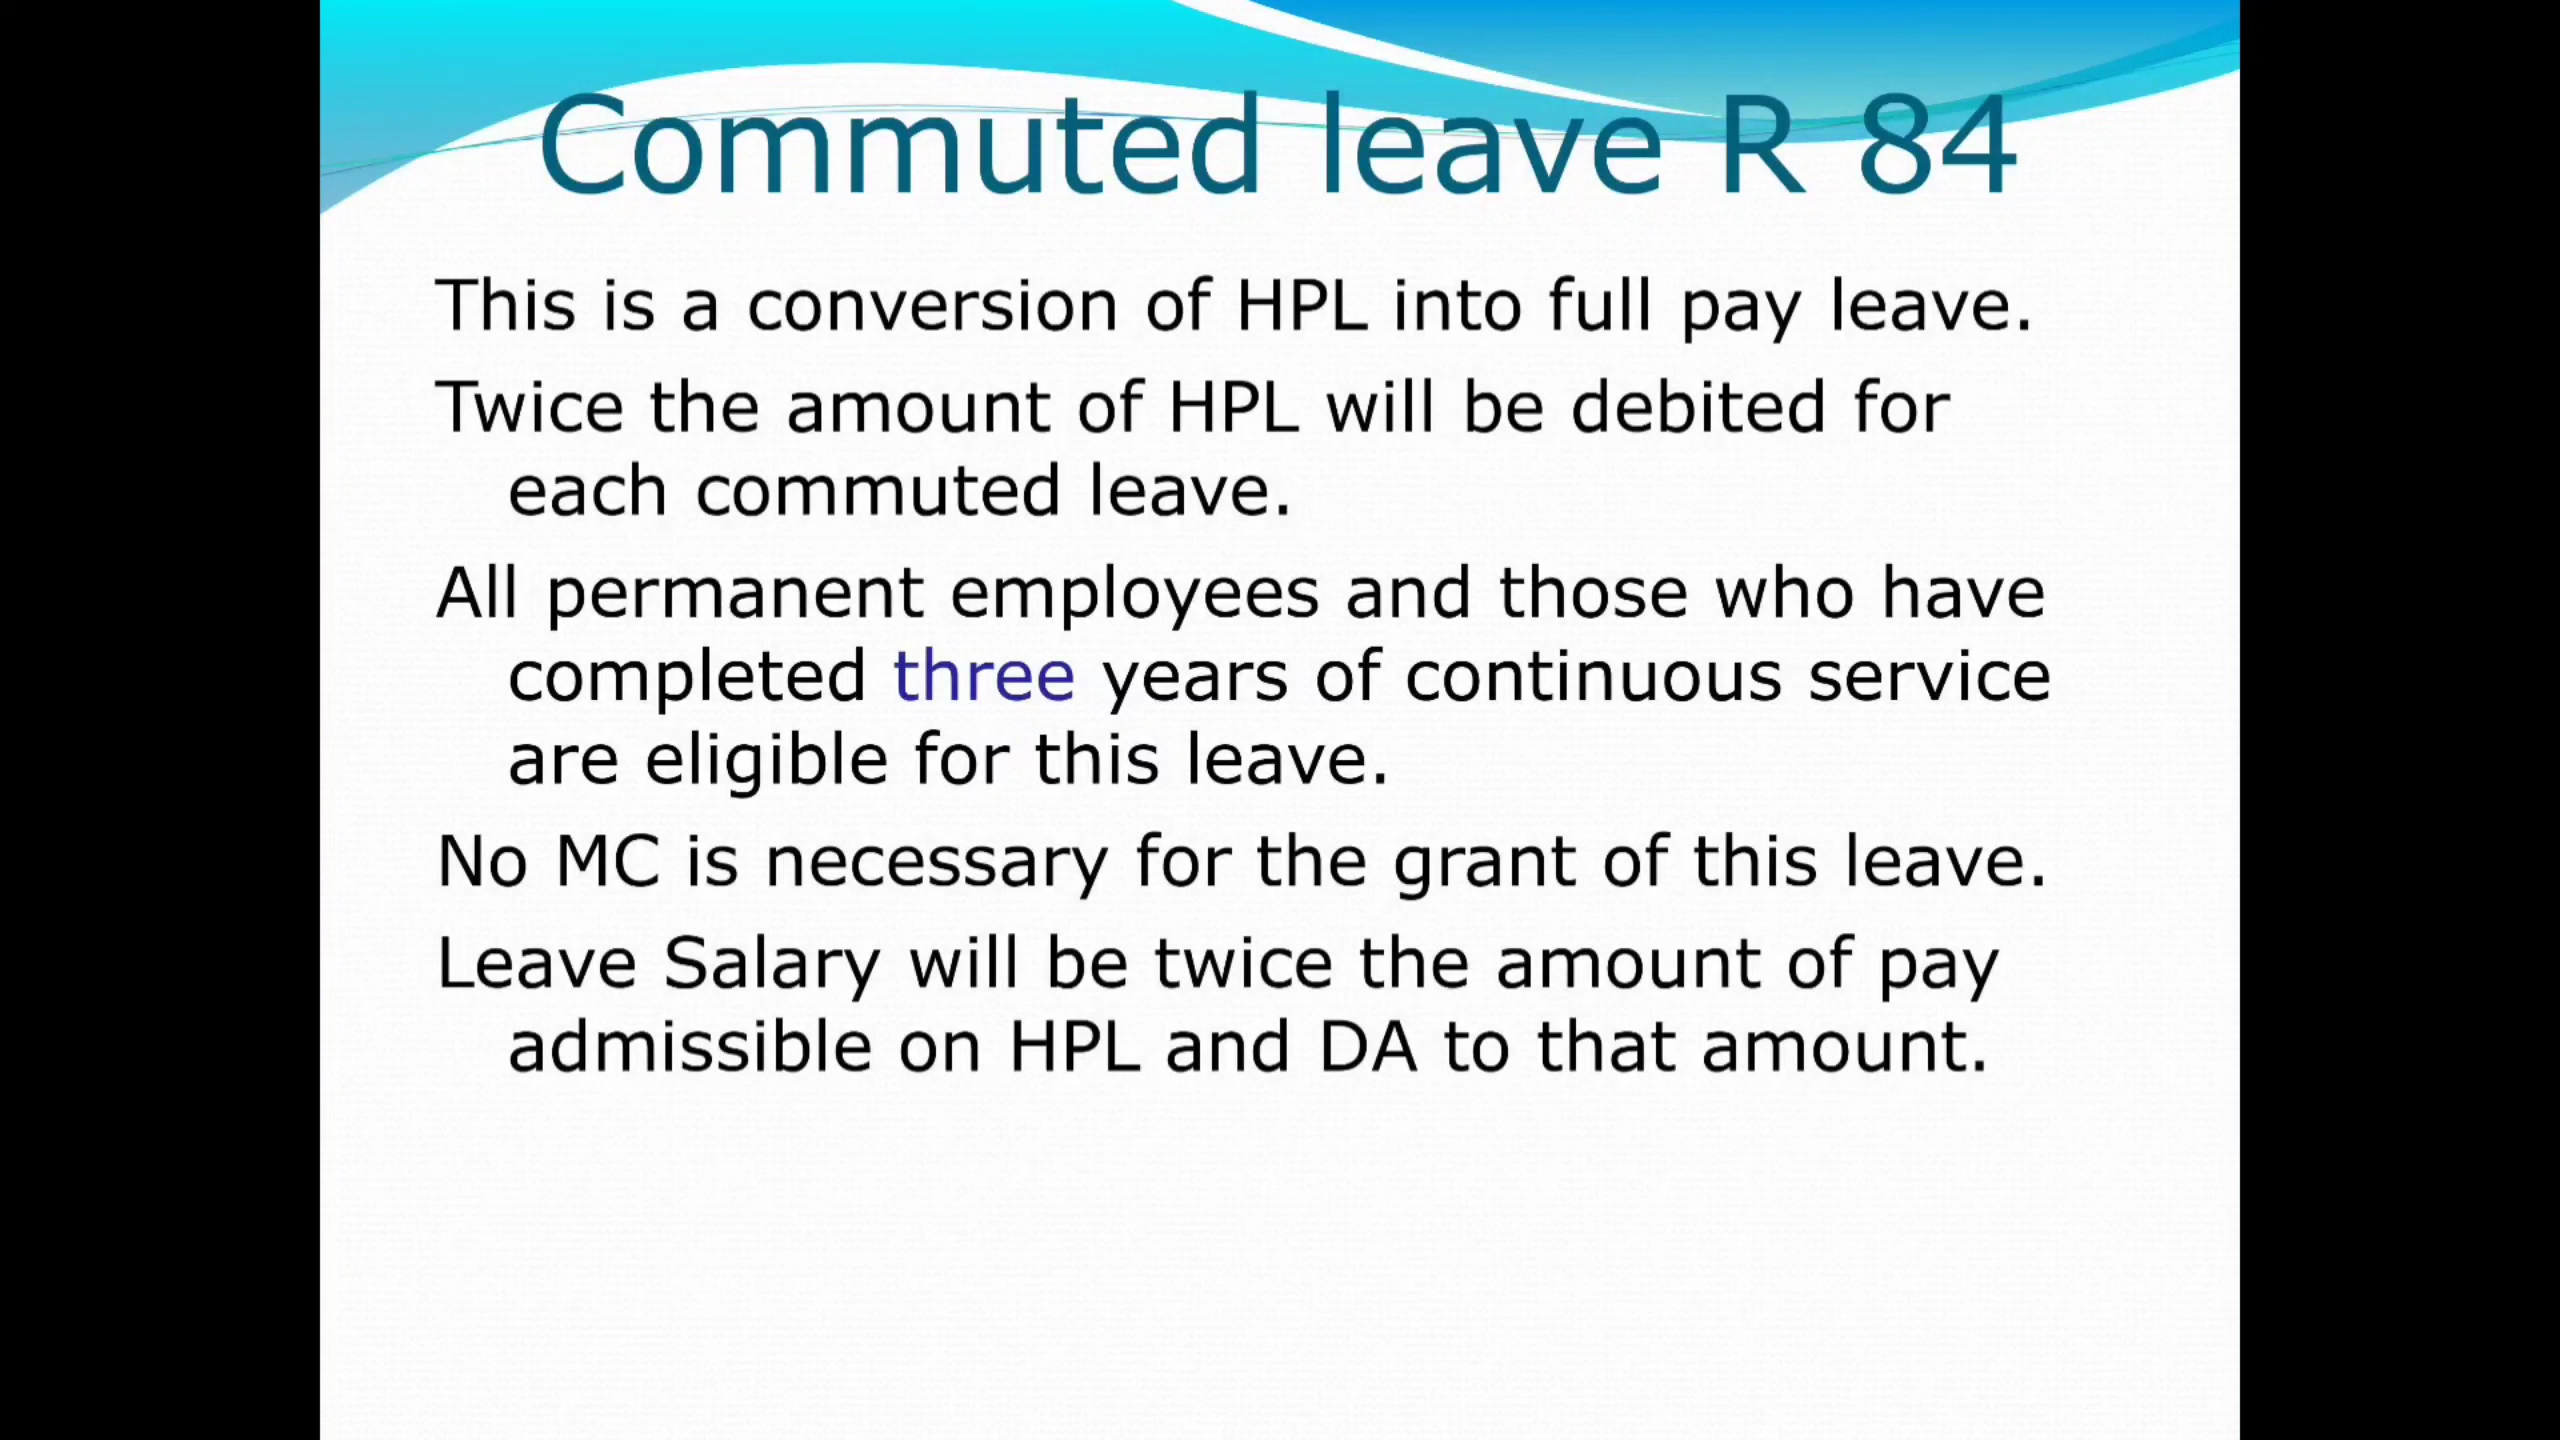 Commuted leave R 84
This is a conversion of HPL into full pay leave.
Twice the amount of HPL will be debited for
each commuted leave.
All permanent employees and those who have
completed three years of continuous service
are eligible for this leave.
No MC is necessary for the grant of this leave.
Leave Salary will be twice the amount of pay
admissible on HPL and DA to that amount.